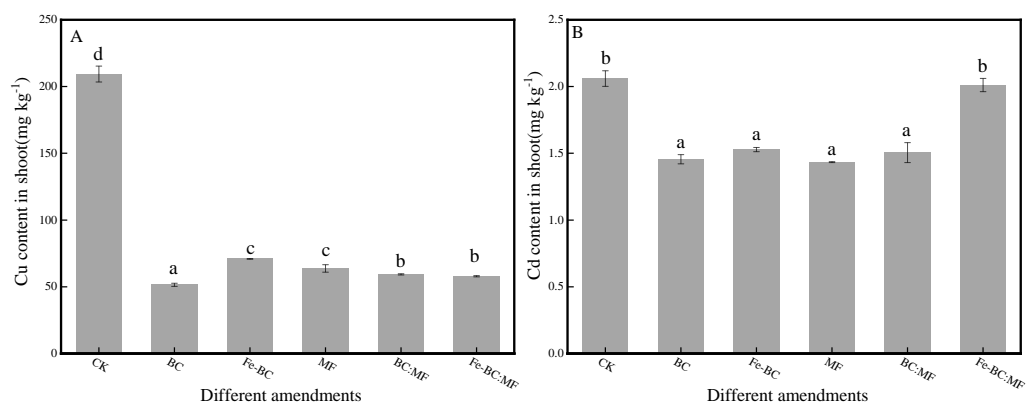 A
Cu content in shoot(mg kg⁻¹)
250
200
150
100
50
0
d
a
c
c
b
b
CK
BC
Fe-BC
MF
BC:MF
Fe-BC:MF
Different amendments
B
Cd content in shoot(mg kg⁻¹)
2.5
2.0
1.5
1.0
0.5
0.0
b
a
a
a
a
b
CK
BC
Fe-BC
MF
BC:MF
Fe-BC:MF
Different amendments